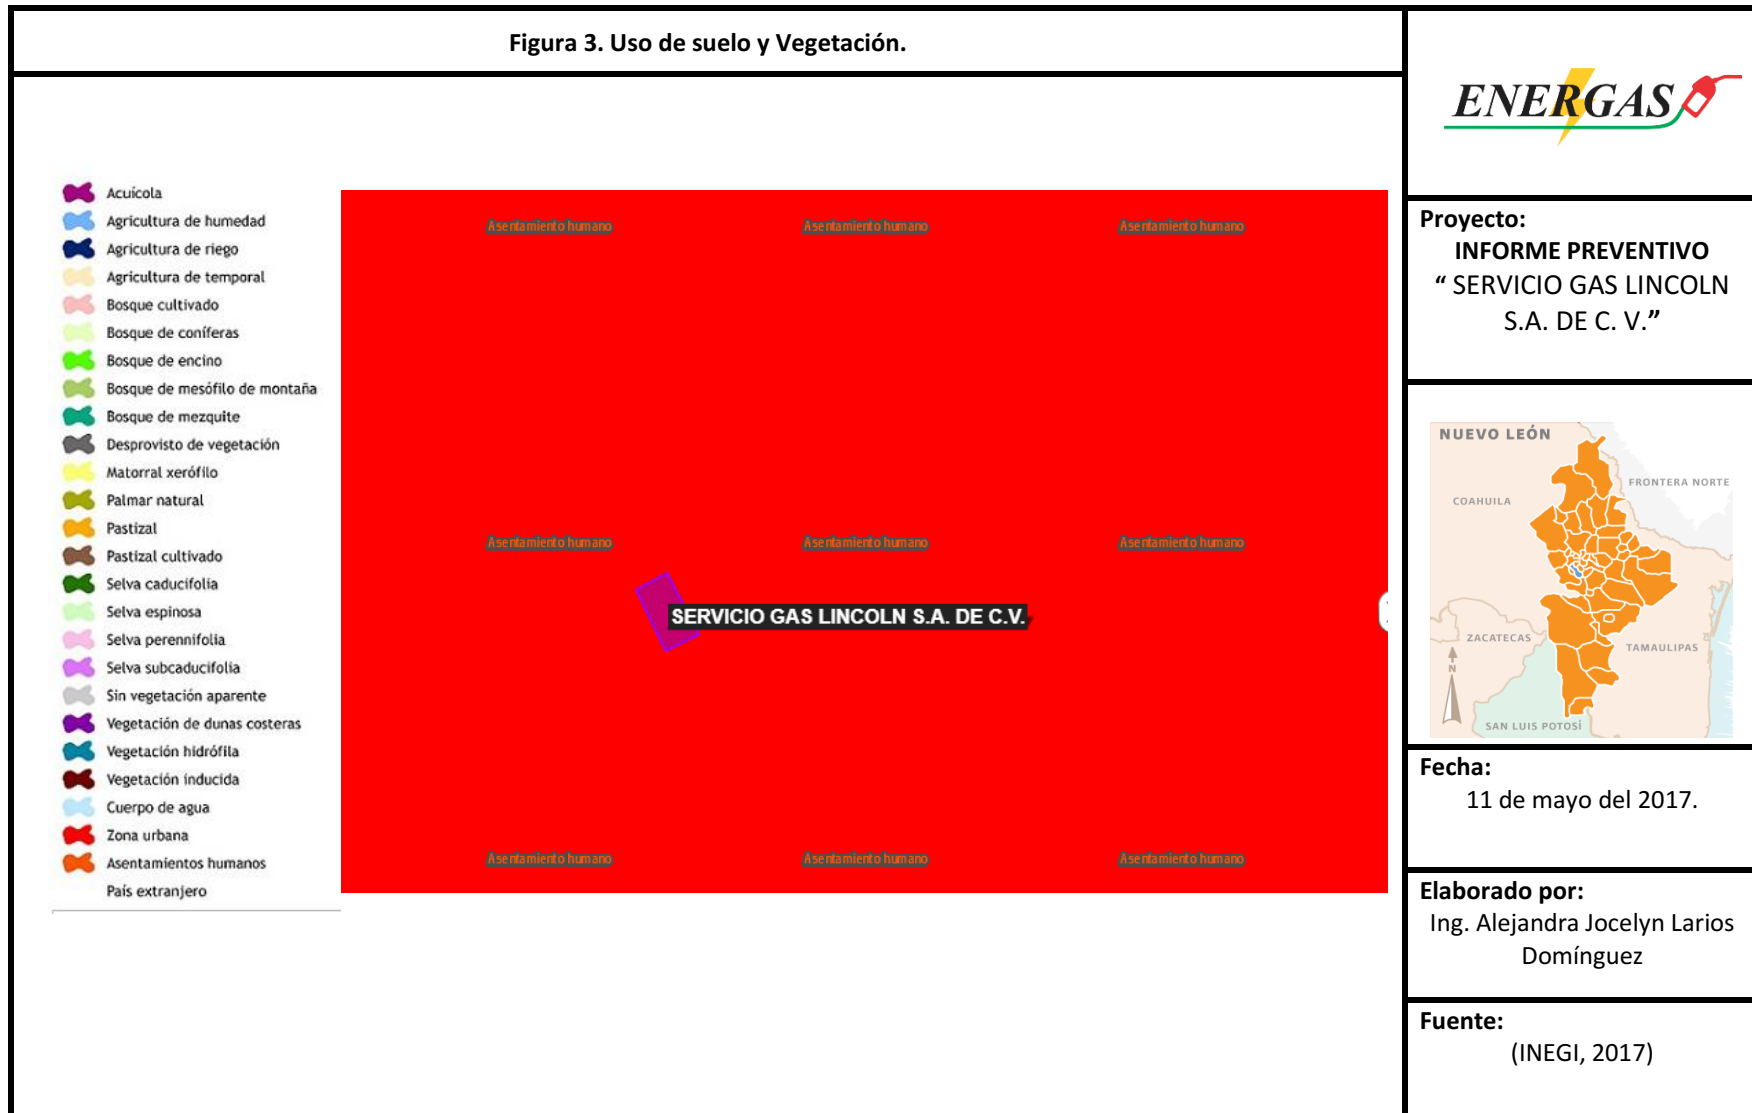 Figura 3. Uso de suelo y Vegetación.
Acuícola
Agricultura de humedad
Agricultura de riego
Agricultura de temporal
Bosque cultivado
Bosque de coníferas
Bosque de encino
Bosque de mesófilo de montaña
Bosque de mezquite
Desprovisto de vegetación
Matorral xerófilo
Palmar natural
Pastizal
Pastizal cultivado
Selva caducifolia
Selva espinosa
Selva perennifolia
Selva subcaducifolia
Sin vegetación aparente
Vegetación de dunas costeras
Vegetación hidrófila
Vegetación inducida
Cuerpo de agua
Zona urbana
Asentamientos humanos
País extranjero
Asentamiento humano
Asentamiento humano
Asentamiento humano
Asentamiento humano
Asentamiento humano
Asentamiento humano
SERVICIO GAS LINCOLN S.A. DE C.V.
Asentamiento humano
Asentamiento humano
Asentamiento humano
ENERGAS
Proyecto:
INFORME PREVENTIVO
“ SERVICIO GAS LINCOLN
S.A. DE C. V.”
NUEVO LEÓN
FRONTERA NORTE
COAHUILA
ZACATECAS
TAMAULIPAS
N
SAN LUIS POTOSÍ
Fecha:
11 de mayo del 2017.
Elaborado por:
Ing. Alejandra Jocelyn Larios
Domínguez
Fuente:
(INEGI, 2017)